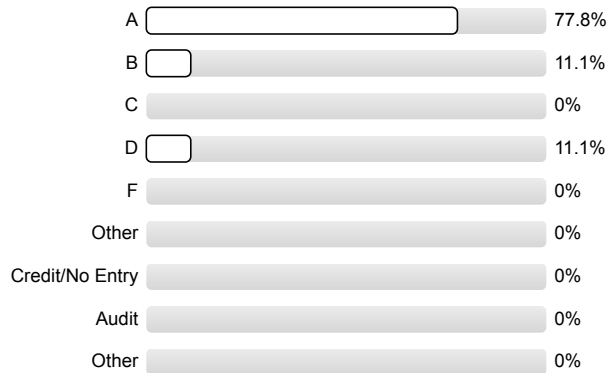 A 77.8%
B 11.1%
C 0%
D 11.1%
F 0%
Other 0%
Credit/No Entry 0%
Audit 0%
Other 0%